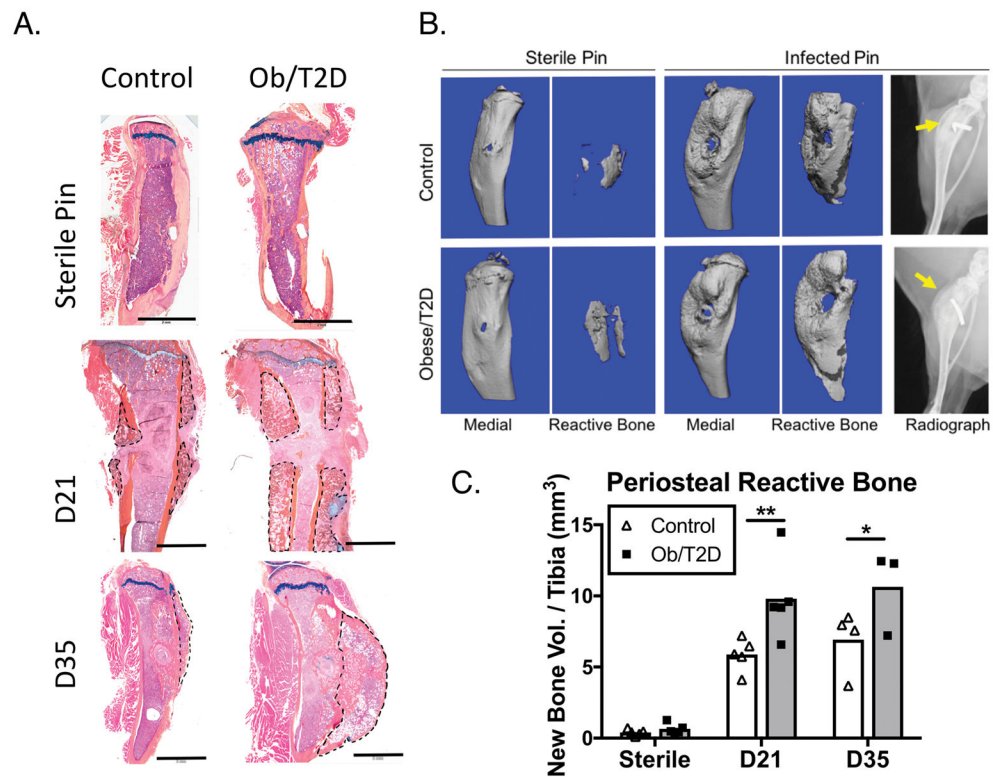 A.
Control
Ob/T2D
Sterile Pin
D21
D35
B.
Sterile Pin
Infected Pin
Control
Obese/T2D
Medial
Reactive Bone
Medial
Reactive Bone
Radiograph
C.
Periosteal Reactive Bone
New Bone Vol. / Tibia (mm³)
15
10
5
0
Control
Ob/T2D
**
*
Sterile
D21
D35